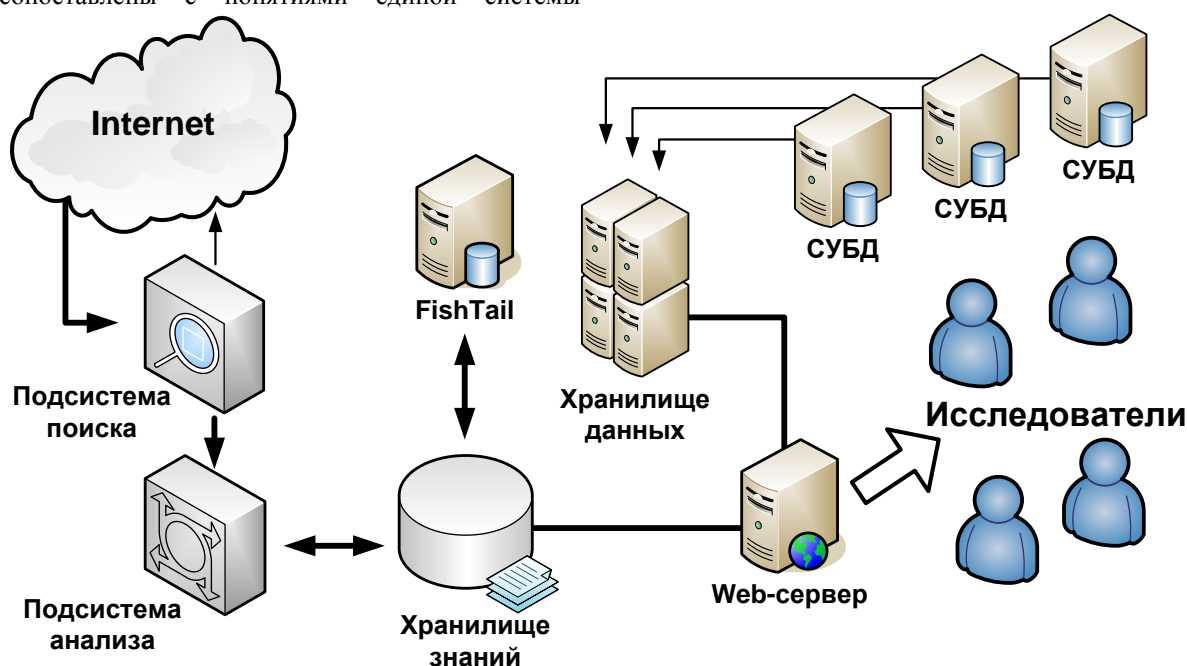 сопоставлены с понятиями единой системы
Internet
СУБД
СУБД
СУБД
FishTail
Подсистема
поиска
Хранилище
данных
Исследователи
Web-сервер
Подсистема
анализа
Хранилище
знаний